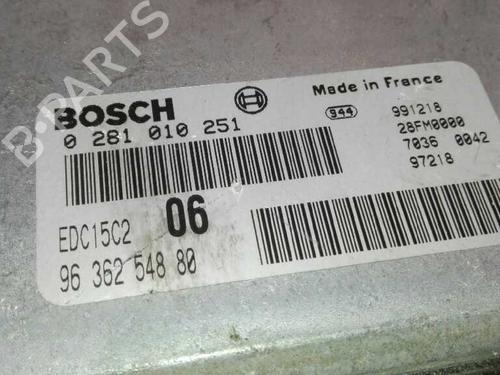 B-PARTS
BOSCH
Made in France
0 281 010 251
944
991218
28FM0000
7036 0042
97218
EDC15C2
06
96 362 548 80